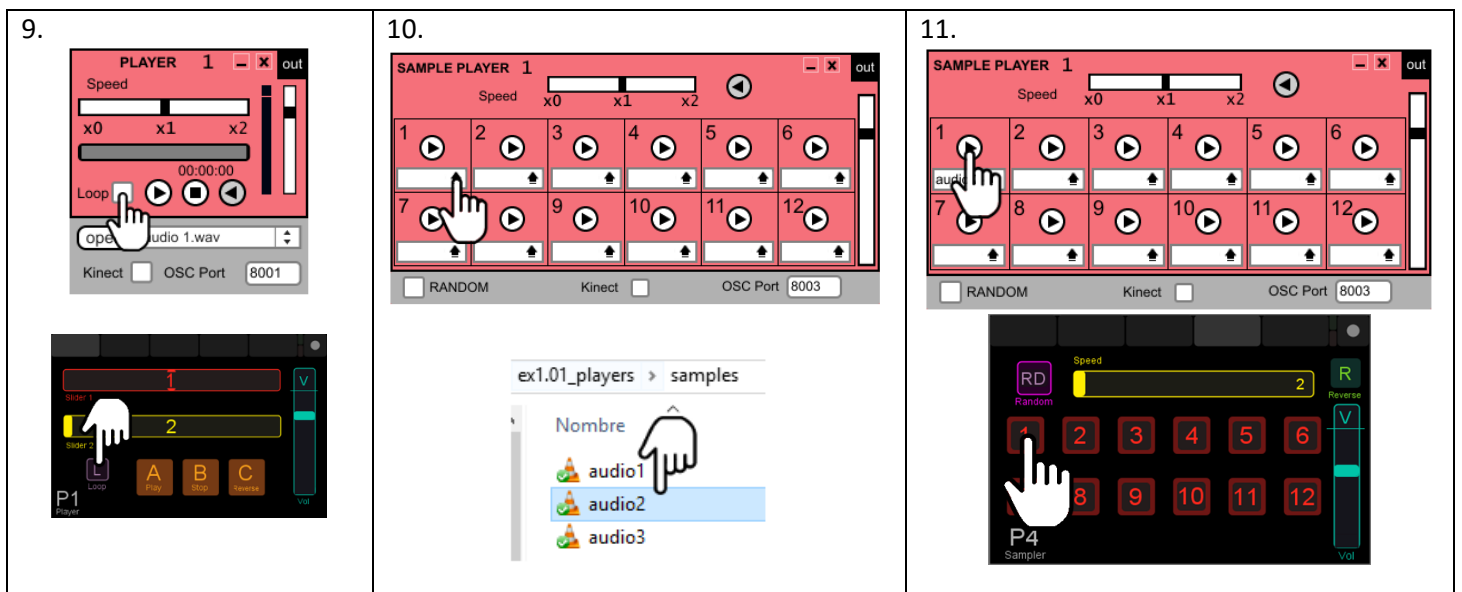 9.
PLAYER 1 out
Speed
x0 x1 x2
00:00:00
Loop
ope udio 1.wav
Kinect OSC Port 8001
1 V
Slider 1
2
Slider 2
L A B C
Loop Play Stop Reverse
P1
Player Vol
10.
SAMPLE PLAYER 1 out
Speed x0 x1 x2
1 2 3 4 5 6
7 9 10 11 12
RANDOM Kinect OSC Port 8003
ex1.01_players > samples
Nombre
audio1
audio2
audio3
11.
SAMPLE PLAYER 1 out
Speed x0 x1 x2
1 2 3 4 5 6
audio
7 8 9 10 11 12
RANDOM Kinect OSC Port 8003
Speed
RD 2 R
Random Reverse
V
1 2 3 4 5 6
8 9 10 11 12
P4
Sampler Vol